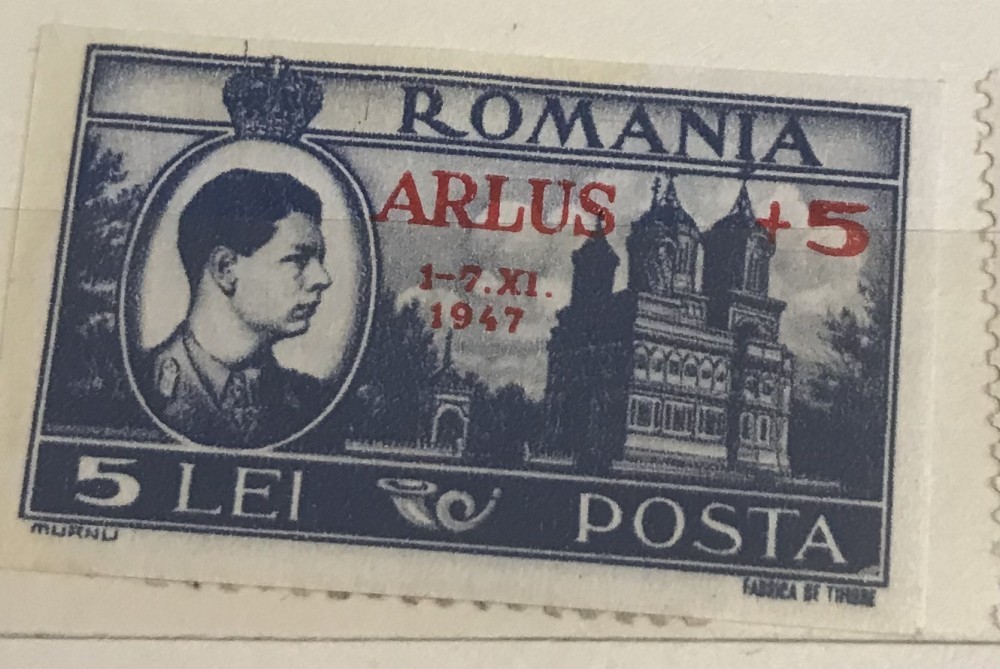 ROMANIA
ARLUS +5
1-7.XI.
1947
5 LEI POSTA
MURNU
FABRICA DE TIMBRE